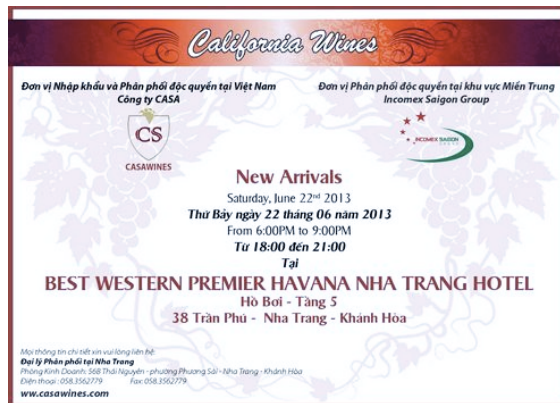 California Wines
Đơn vị Nhập khẩu và Phân phối độc quyền tại Việt Nam
Công ty CASA
Đơn vị Phân phối độc quyền tại khu vực Miền Trung
Incomex Saigon Group
CS
CASAWINES
INCOMEX SAIGON
GROUP
New Arrivals
Saturday, June 22nd 2013
Thứ Bảy ngày 22 tháng 06 năm 2013
From 6:00PM to 9:00PM
Từ 18:00 đến 21:00
Tại
BEST WESTERN PREMIER HAVANA NHA TRANG HOTEL
Hồ Bơi - Tầng 5
38 Trần Phú - Nha Trang - Khánh Hòa
Mọi thông tin chi tiết xin vui lòng liên hệ:
Đại lý Phân phối tại Nha Trang
Phòng Kinh Doanh: 56B Thái Nguyên - phường Phương Sài - Nha Trang - Khánh Hòa
Điện thoại : 058.3562779 Fax: 058.3562779
www.casawines.com